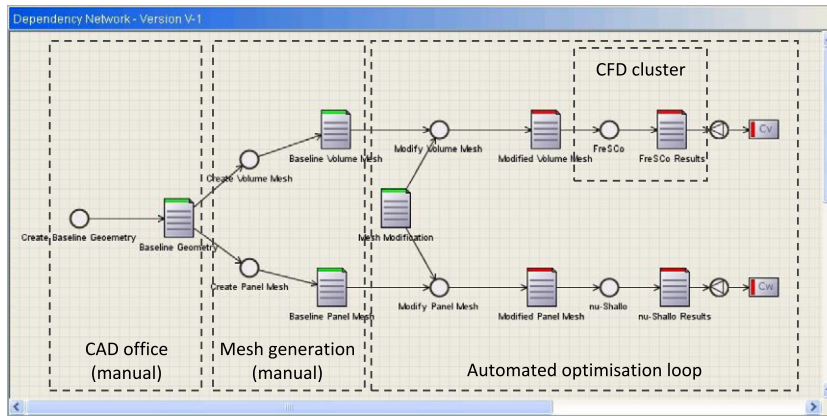 Dependency Network - Version V-1
CFD cluster
Baseline Volume Mesh
Modify Volume Mesh
Modified Volume Mesh
FreSCo
FreSCo Results
Cv
Create Volume Mesh
Create Baseline Geoemetry
Baseline Geometry
Mesh Modification
Create Panel Mesh
Baseline Panel Mesh
Modify Panel Mesh
Modified Panel Mesh
nu-Shallo
nu-Shallo Results
Cw
CAD office
(manual)
Mesh generation
(manual)
Automated optimisation loop